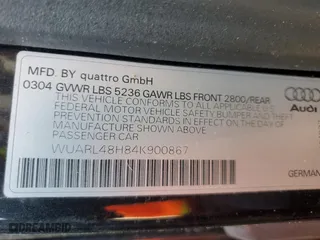 MFD. BY quattro GmbH
0304 GVWR LBS 5236 GAWR LBS FRONT 2800/REAR
THIS VEHICLE CONFORMS TO ALL APPLICABLE
FEDERAL MOTOR VEHICLE SAFETY BUMPER AND THEFT
PREVENTION STANDARDS IN EFFECT ON THE
DATE OF MANUFACTURE SHOWN ABOVE
PASSENGER CAR
WUARL48H84K900867
Audi
GERMAN
DREAMBID